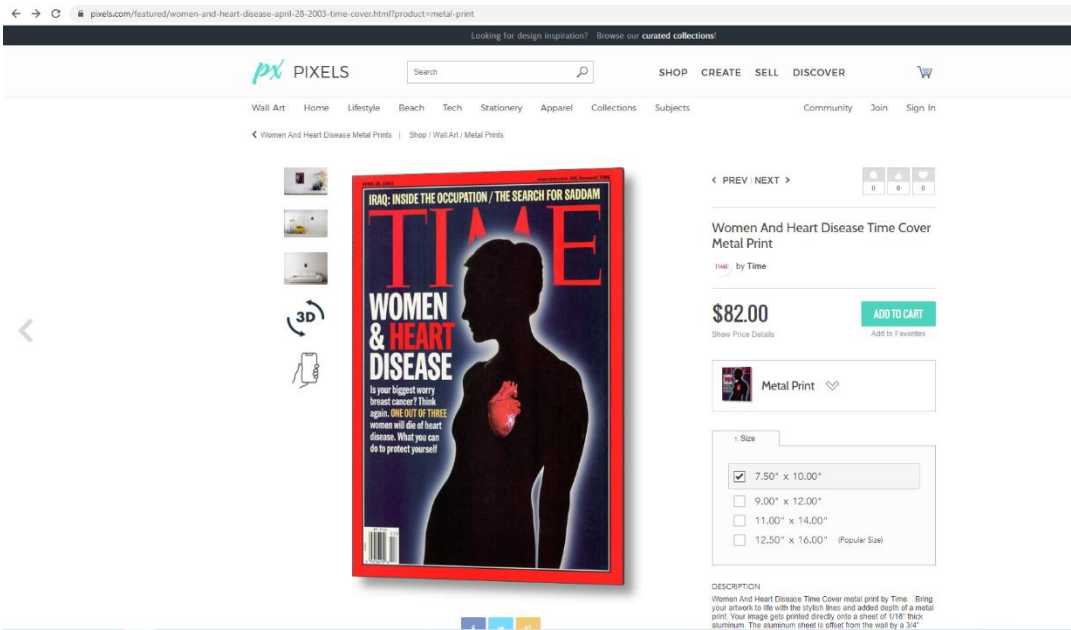 pixels.com/featured/women-and-heart-disease-april-28-2003-time-cover.html?product=metal-print
Looking for design inspiration? Browse our curated collections!
px PIXELS
Search
SHOP CREATE SELL DISCOVER
Wall Art Home Lifestyle Beach Tech Stationery Apparel Collections Subjects Community Join Sign In
Women And Heart Disease Metal Prints | Shop / Wall Art / Metal Prints
PREV | NEXT
0 0 0
APRIL 28, 2003
IRAQ: INSIDE THE OCCUPATION / THE SEARCH FOR SADDAM
TIME
WOMEN
& HEART
DISEASE
Is your biggest worry
breast cancer? Think
again. ONE OUT OF THREE
women will die of heart
disease. What you can
do to protect yourself
3D
Women And Heart Disease Time Cover
Metal Print
TIME by Time
$82.00
ADD TO CART
Show Price Details
Add to Favorites
Metal Print
1. Size
7.50" x 10.00"
9.00" x 12.00"
11.00" x 14.00"
12.50" x 16.00" (Popular Size)
DESCRIPTION
Women And Heart Disease Time Cover metal print by Time. Bring
your artwork to life with the stylish lines and added depth of a metal
print. Your image gets printed directly onto a sheet of 1/16" thick
aluminum. The aluminum sheet is offset from the wall by a 3/4"